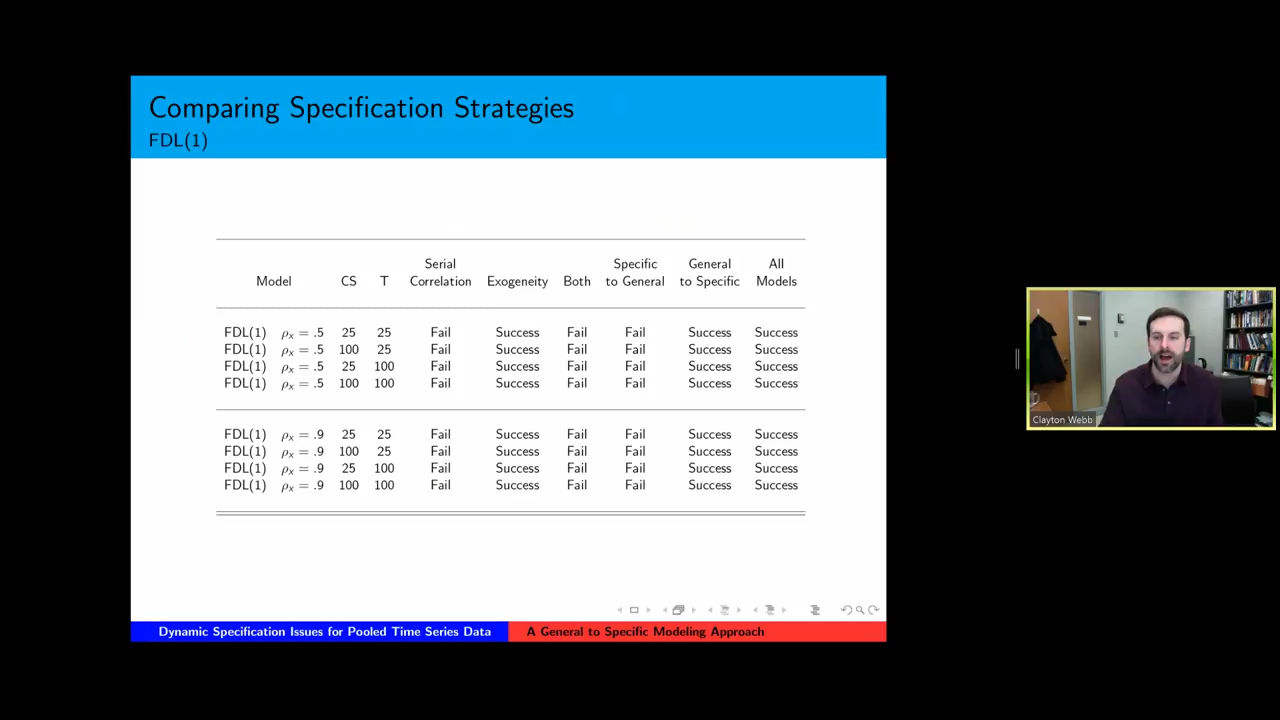 Comparing Specification Strategies
FDL(1)
Serial Specific General All
Model CS T Correlation Exogeneity Both to General to Specific Models
FDL(1) ρx = .5 25 25 Fail Success Fail Fail Success Success
FDL(1) ρx = .5 100 25 Fail Success Fail Fail Success Success
FDL(1) ρx = .5 25 100 Fail Success Fail Fail Success Success
FDL(1) ρx = .5 100 100 Fail Success Fail Fail Success Success
FDL(1) ρx = .9 25 25 Fail Success Fail Fail Success Success
FDL(1) ρx = .9 100 25 Fail Success Fail Fail Success Success
FDL(1) ρx = .9 25 100 Fail Success Fail Fail Success Success
FDL(1) ρx = .9 100 100 Fail Success Fail Fail Success Success
Dynamic Specification Issues for Pooled Time Series Data A General to Specific Modeling Approach
Clayton Webb